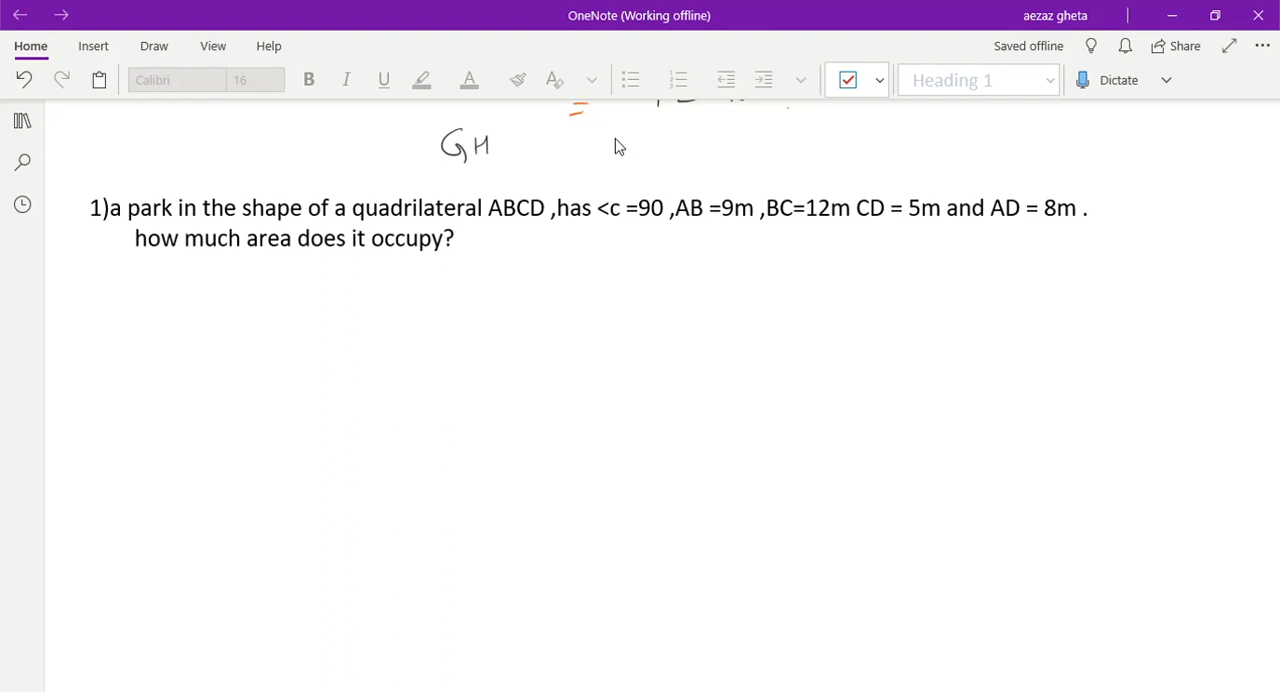 OneNote (Working offline)
aezaz gheta
Home Insert Draw View Help
Saved offline
Share
Calibri 16 B I U A
Heading 1
Dictate
GH
1)a park in the shape of a quadrilateral ABCD ,has <c =90 ,AB =9m ,BC=12m CD = 5m and AD = 8m .
how much area does it occupy?